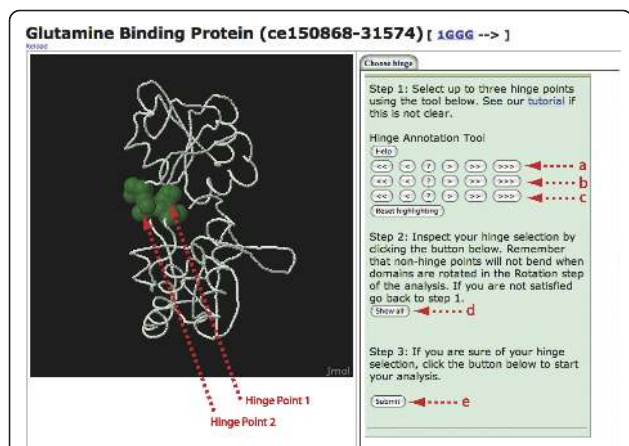 Glutamine Binding Protein (ce150868-31574) [ 1GGG --> ]
Reload
Jmol
Hinge Point 1
Hinge Point 2
Choose hinge
Step 1: Select up to three hinge points
using the tool below. See our tutorial if
this is not clear.
Hinge Annotation Tool
Help
<< < ? > >> >>> a
<< < ? > >> >>> b
<< < ? > >> >>> c
Reset highlighting
Step 2: Inspect your hinge selection by
clicking the button below. Remember
that non-hinge points will not bend when
domains are rotated in the Rotation step
of the analysis. If you are not satisfied
go back to step 1.
Show all d
Step 3: If you are sure of your hinge
selection, click the button below to start
your analysis.
Submit e